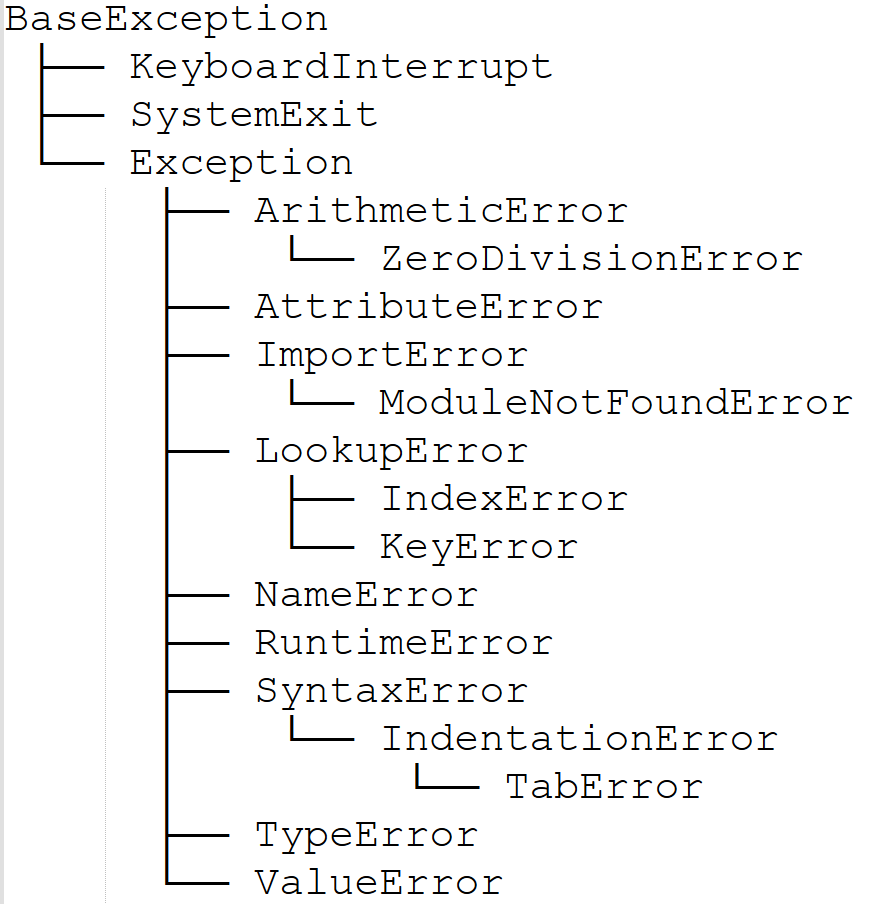 BaseException
KeyboardInterrupt
SystemExit
Exception
ArithmeticError
ZeroDivisionError
AttributeError
ImportError
ModuleNotFoundError
LookupError
IndexError
KeyError
NameError
RuntimeError
SyntaxError
IndentationError
TabError
TypeError
ValueError